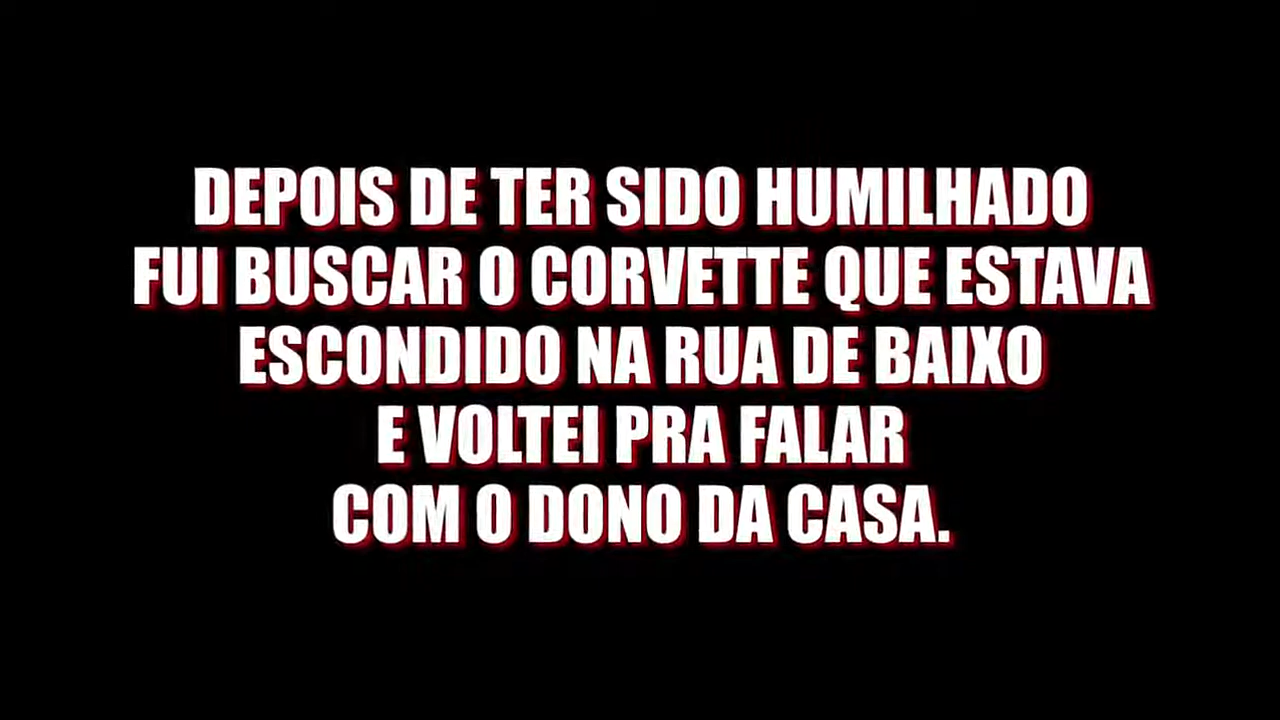 DEPOIS DE TER SIDO HUMILHADO
FUI BUSCAR O CORVETTE QUE ESTAVA
ESCONDIDO NA RUA DE BAIXO
E VOLTEI PRA FALAR
COM O DONO DA CASA.